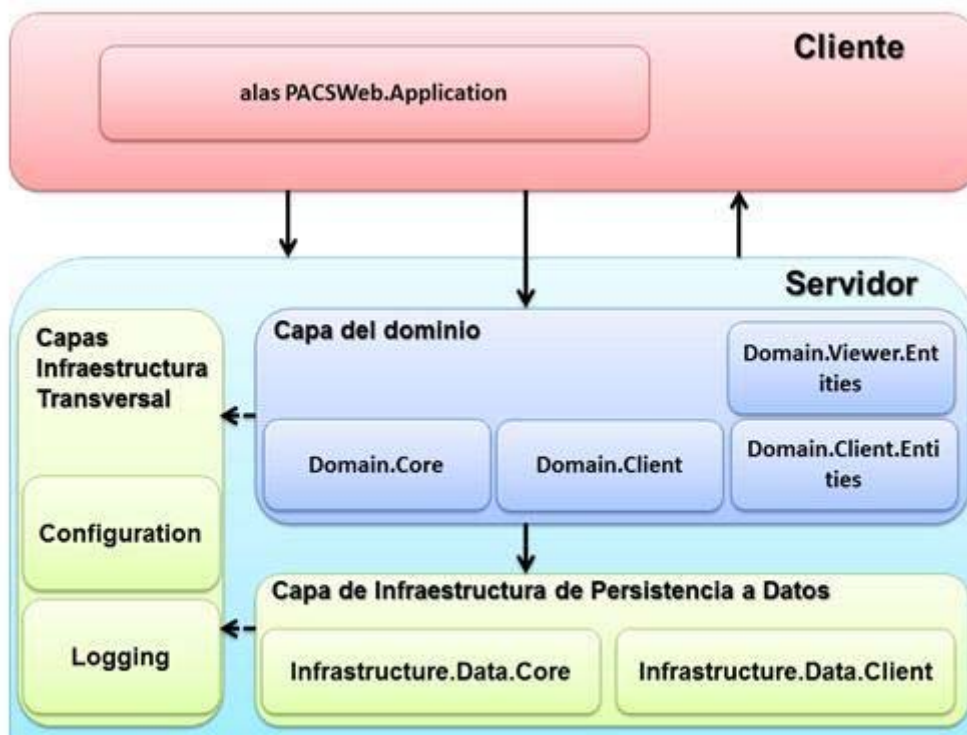 Cliente
alas PACSWeb.Application
Servidor
Capas
Infraestructura
Transversal
Configuration
Logging
Capa del dominio
Domain.Viewer.Ent
ities
Domain.Core
Domain.Client
Domain.Client.Enti
ties
Capa de Infraestructura de Persistencia a Datos
Infrastructure.Data.Core
Infrastructure.Data.Client